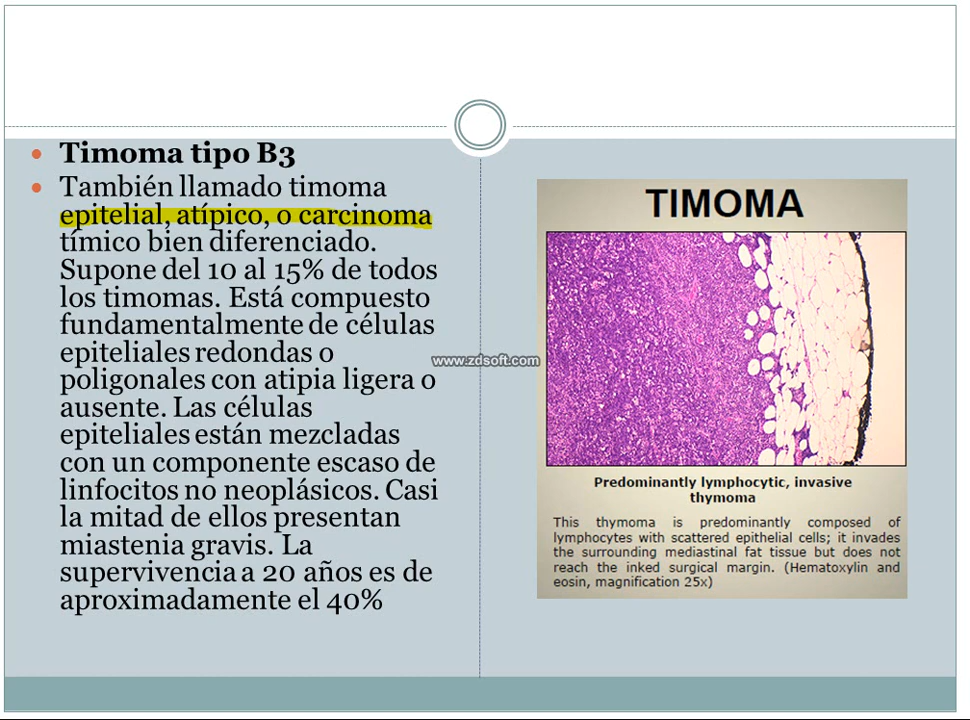 Timoma tipo B3
También llamado timoma
epitelial, atípico, o carcinoma
tímico bien diferenciado.
Supone del 10 al 15% de todos
los timomas. Está compuesto
fundamentalmente de células
epiteliales redondas o
poligonales con atipia ligera o
ausente. Las células
epiteliales están mezcladas
con un componente escaso de
linfocitos no neoplásicos. Casi
la mitad de ellos presentan
miastenia gravis. La
supervivencia a 20 años es de
aproximadamente el 40%
www.zdsoft.com
TIMOMA
Predominantly lymphocytic, invasive
thymoma
This thymoma is predominantly composed of
lymphocytes with scattered epithelial cells; it invades
the surrounding mediastinal fat tissue but does not
reach the inked surgical margin. (Hematoxylin and
eosin, magnification 25x)